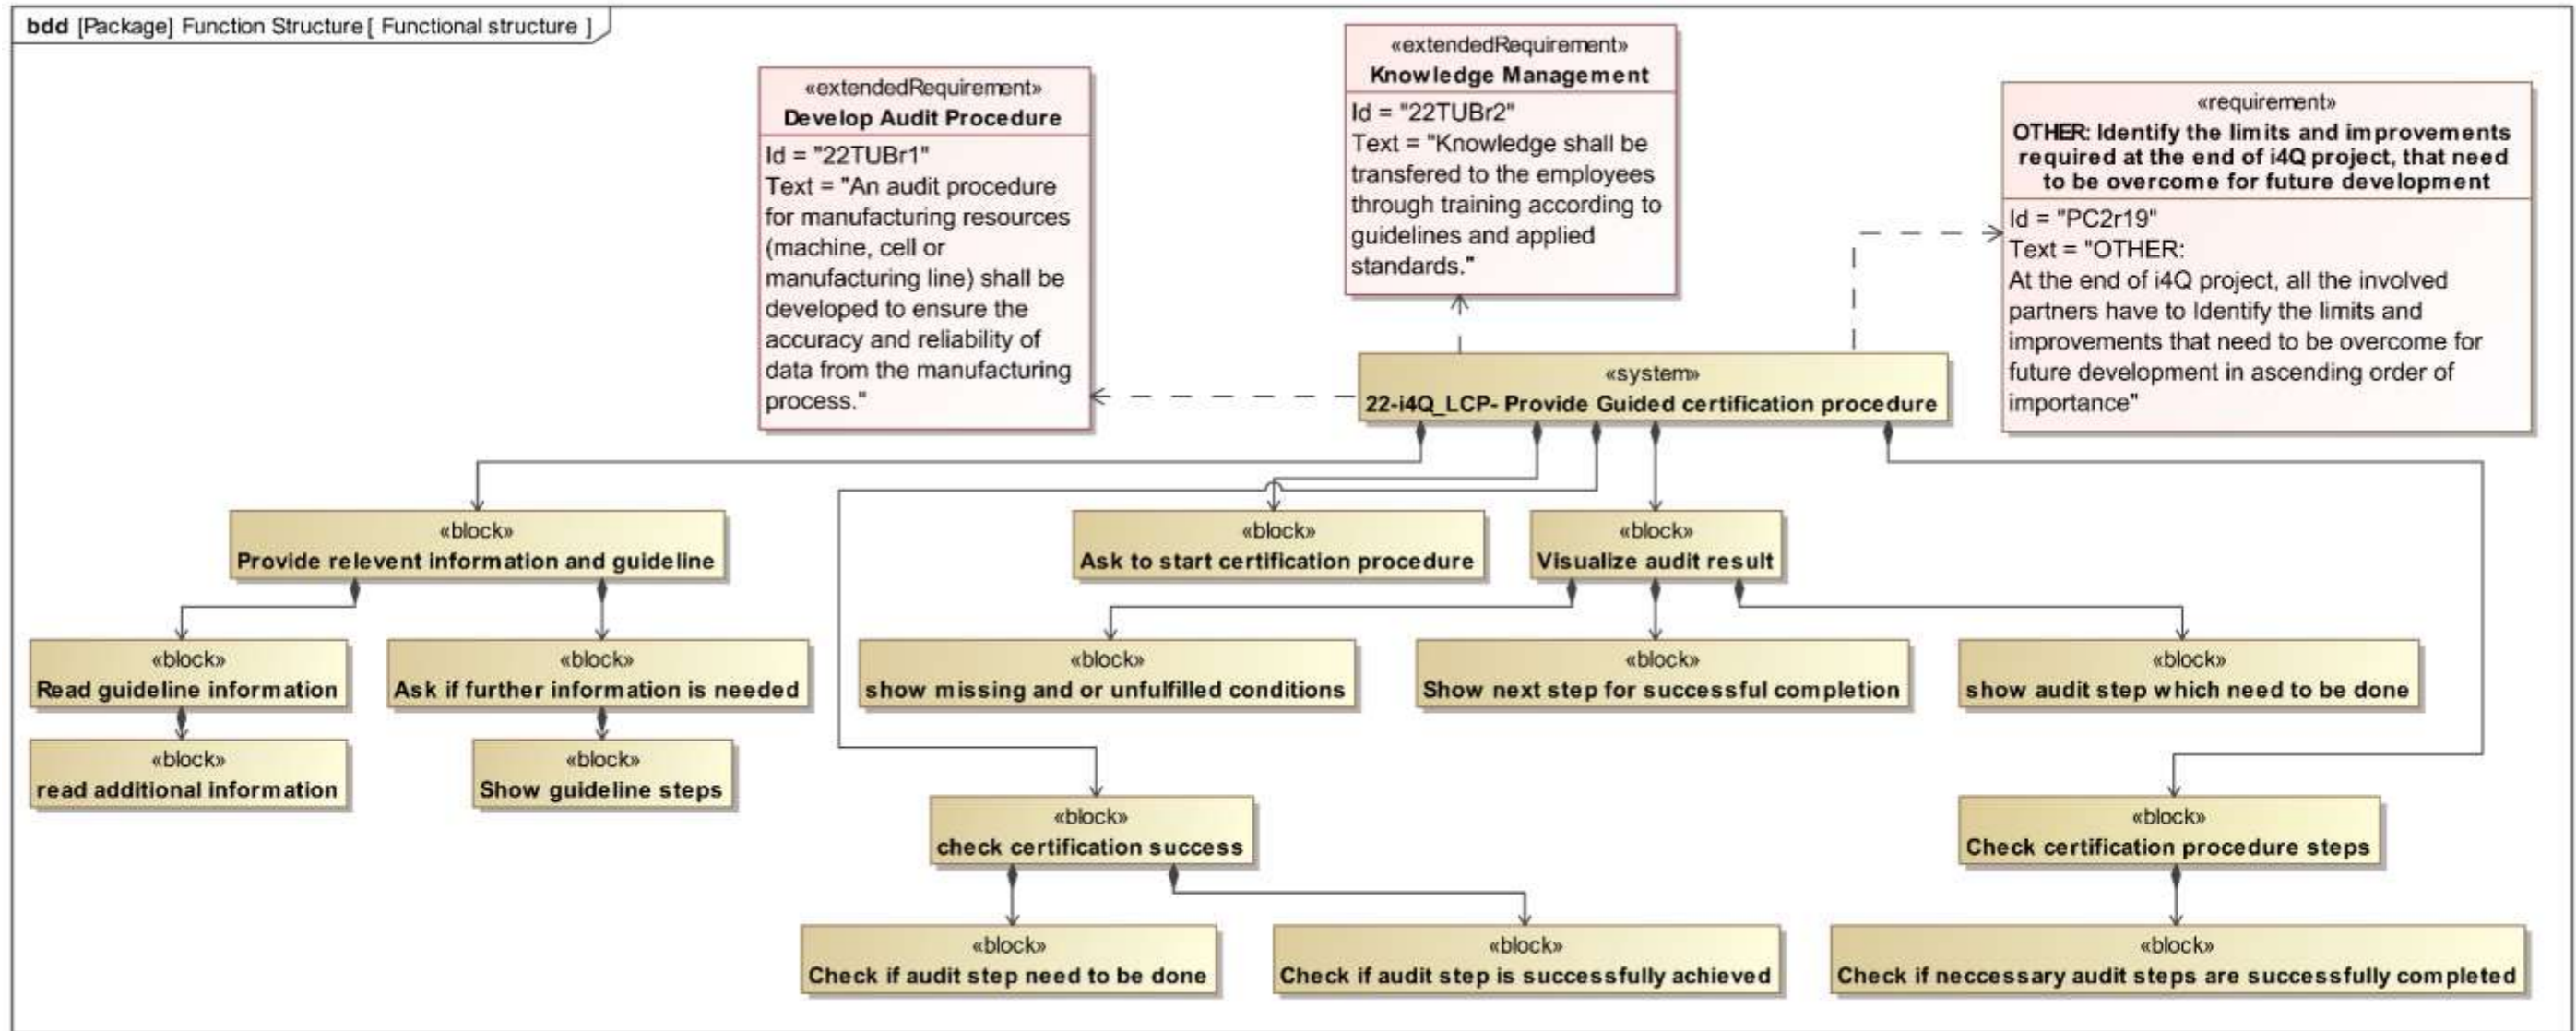 bdd [Package] Function Structure [ Functional structure ]
«extendedRequirement»
Develop Audit Procedure
Id = "22TUBr1"
Text = "An audit procedure
for manufacturing resources
(machine, cell or
manufacturing line) shall be
developed to ensure the
accuracy and reliability of
data from the manufacturing
process."
«extendedRequirement»
Knowledge Management
Id = "22TUBr2"
Text = "Knowledge shall be
transfered to the employees
through training according to
guidelines and applied
standards."
«requirement»
OTHER: Identify the limits and improvements
required at the end of i4Q project, that need
to be overcome for future development
Id = "PC2r19"
Text = "OTHER:
At the end of i4Q project, all the involved
partners have to Identify the limits and
improvements that need to be overcome for
future development in ascending order of
importance"
«system»
22-i4Q_LCP- Provide Guided certification procedure
«block»
Provide relevent information and guideline
«block»
Ask to start certification procedure
«block»
Visualize audit result
«block»
Read guideline information
«block»
Ask if further information is needed
«block»
show missing and or unfulfilled conditions
«block»
Show next step for successful completion
«block»
show audit step which need to be done
«block»
read additional information
«block»
Show guideline steps
«block»
check certification success
«block»
Check certification procedure steps
«block»
Check if audit step need to be done
«block»
Check if audit step is successfully achieved
«block»
Check if neccessary audit steps are successfully completed